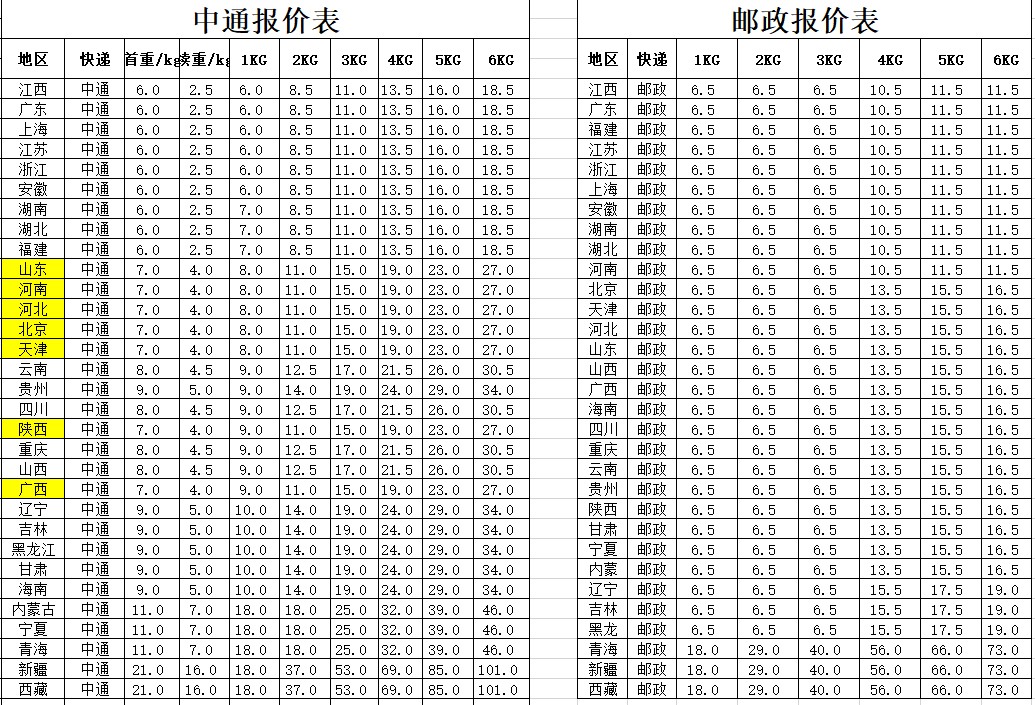 中通报价表
地区 快递 首重/kg 续重/kg 1KG 2KG 3KG 4KG 5KG 6KG
江西 中通 6.0 2.5 6.0 8.5 11.0 13.5 16.0 18.5
广东 中通 6.0 2.5 6.0 8.5 11.0 13.5 16.0 18.5
上海 中通 6.0 2.5 6.0 8.5 11.0 13.5 16.0 18.5
江苏 中通 6.0 2.5 6.0 8.5 11.0 13.5 16.0 18.5
浙江 中通 6.0 2.5 6.0 8.5 11.0 13.5 16.0 18.5
安徽 中通 6.0 2.5 6.0 8.5 11.0 13.5 16.0 18.5
湖南 中通 6.0 2.5 7.0 8.5 11.0 13.5 16.0 18.5
湖北 中通 6.0 2.5 7.0 8.5 11.0 13.5 16.0 18.5
福建 中通 6.0 2.5 7.0 8.5 11.0 13.5 16.0 18.5
山东 中通 7.0 4.0 8.0 11.0 15.0 19.0 23.0 27.0
河南 中通 7.0 4.0 8.0 11.0 15.0 19.0 23.0 27.0
河北 中通 7.0 4.0 8.0 11.0 15.0 19.0 23.0 27.0
北京 中通 7.0 4.0 8.0 11.0 15.0 19.0 23.0 27.0
天津 中通 7.0 4.0 8.0 11.0 15.0 19.0 23.0 27.0
云南 中通 8.0 4.5 9.0 12.5 17.0 21.5 26.0 30.5
贵州 中通 9.0 5.0 9.0 14.0 19.0 24.0 29.0 34.0
四川 中通 8.0 4.5 9.0 12.5 17.0 21.5 26.0 30.5
陕西 中通 7.0 4.0 9.0 11.0 15.0 19.0 23.0 27.0
重庆 中通 8.0 4.5 9.0 12.5 17.0 21.5 26.0 30.5
山西 中通 8.0 4.5 9.0 12.5 17.0 21.5 26.0 30.5
广西 中通 7.0 4.0 9.0 11.0 15.0 19.0 23.0 27.0
辽宁 中通 9.0 5.0 10.0 14.0 19.0 24.0 29.0 34.0
吉林 中通 9.0 5.0 10.0 14.0 19.0 24.0 29.0 34.0
黑龙江 中通 9.0 5.0 10.0 14.0 19.0 24.0 29.0 34.0
甘肃 中通 9.0 5.0 10.0 14.0 19.0 24.0 29.0 34.0
海南 中通 9.0 5.0 10.0 14.0 19.0 24.0 29.0 34.0
内蒙古 中通 11.0 7.0 18.0 18.0 25.0 32.0 39.0 46.0
宁夏 中通 11.0 7.0 18.0 18.0 25.0 32.0 39.0 46.0
青海 中通 11.0 7.0 18.0 18.0 25.0 32.0 39.0 46.0
新疆 中通 21.0 16.0 18.0 37.0 53.0 69.0 85.0 101.0
西藏 中通 21.0 16.0 18.0 37.0 53.0 69.0 85.0 101.0
邮政报价表
地区 快递 1KG 2KG 3KG 4KG 5KG 6KG
江西 邮政 6.5 6.5 6.5 10.5 11.5 11.5
广东 邮政 6.5 6.5 6.5 10.5 11.5 11.5
福建 邮政 6.5 6.5 6.5 10.5 11.5 11.5
江苏 邮政 6.5 6.5 6.5 10.5 11.5 11.5
浙江 邮政 6.5 6.5 6.5 10.5 11.5 11.5
上海 邮政 6.5 6.5 6.5 10.5 11.5 11.5
安徽 邮政 6.5 6.5 6.5 10.5 11.5 11.5
湖南 邮政 6.5 6.5 6.5 10.5 11.5 11.5
湖北 邮政 6.5 6.5 6.5 10.5 11.5 11.5
河南 邮政 6.5 6.5 6.5 10.5 11.5 11.5
北京 邮政 6.5 6.5 6.5 13.5 15.5 16.5
天津 邮政 6.5 6.5 6.5 13.5 15.5 16.5
河北 邮政 6.5 6.5 6.5 13.5 15.5 16.5
山东 邮政 6.5 6.5 6.5 13.5 15.5 16.5
山西 邮政 6.5 6.5 6.5 13.5 15.5 16.5
广西 邮政 6.5 6.5 6.5 13.5 15.5 16.5
海南 邮政 6.5 6.5 6.5 13.5 15.5 16.5
四川 邮政 6.5 6.5 6.5 13.5 15.5 16.5
重庆 邮政 6.5 6.5 6.5 13.5 15.5 16.5
云南 邮政 6.5 6.5 6.5 13.5 15.5 16.5
贵州 邮政 6.5 6.5 6.5 13.5 15.5 16.5
陕西 邮政 6.5 6.5 6.5 13.5 15.5 16.5
甘肃 邮政 6.5 6.5 6.5 13.5 15.5 16.5
宁夏 邮政 6.5 6.5 6.5 13.5 15.5 16.5
内蒙 邮政 6.5 6.5 6.5 13.5 15.5 16.5
辽宁 邮政 6.5 6.5 6.5 15.5 17.5 19.0
吉林 邮政 6.5 6.5 6.5 15.5 17.5 19.0
黑龙 邮政 6.5 6.5 6.5 15.5 17.5 19.0
青海 邮政 18.0 29.0 40.0 56.0 66.0 73.0
新疆 邮政 18.0 29.0 40.0 56.0 66.0 73.0
西藏 邮政 18.0 29.0 40.0 56.0 66.0 73.0